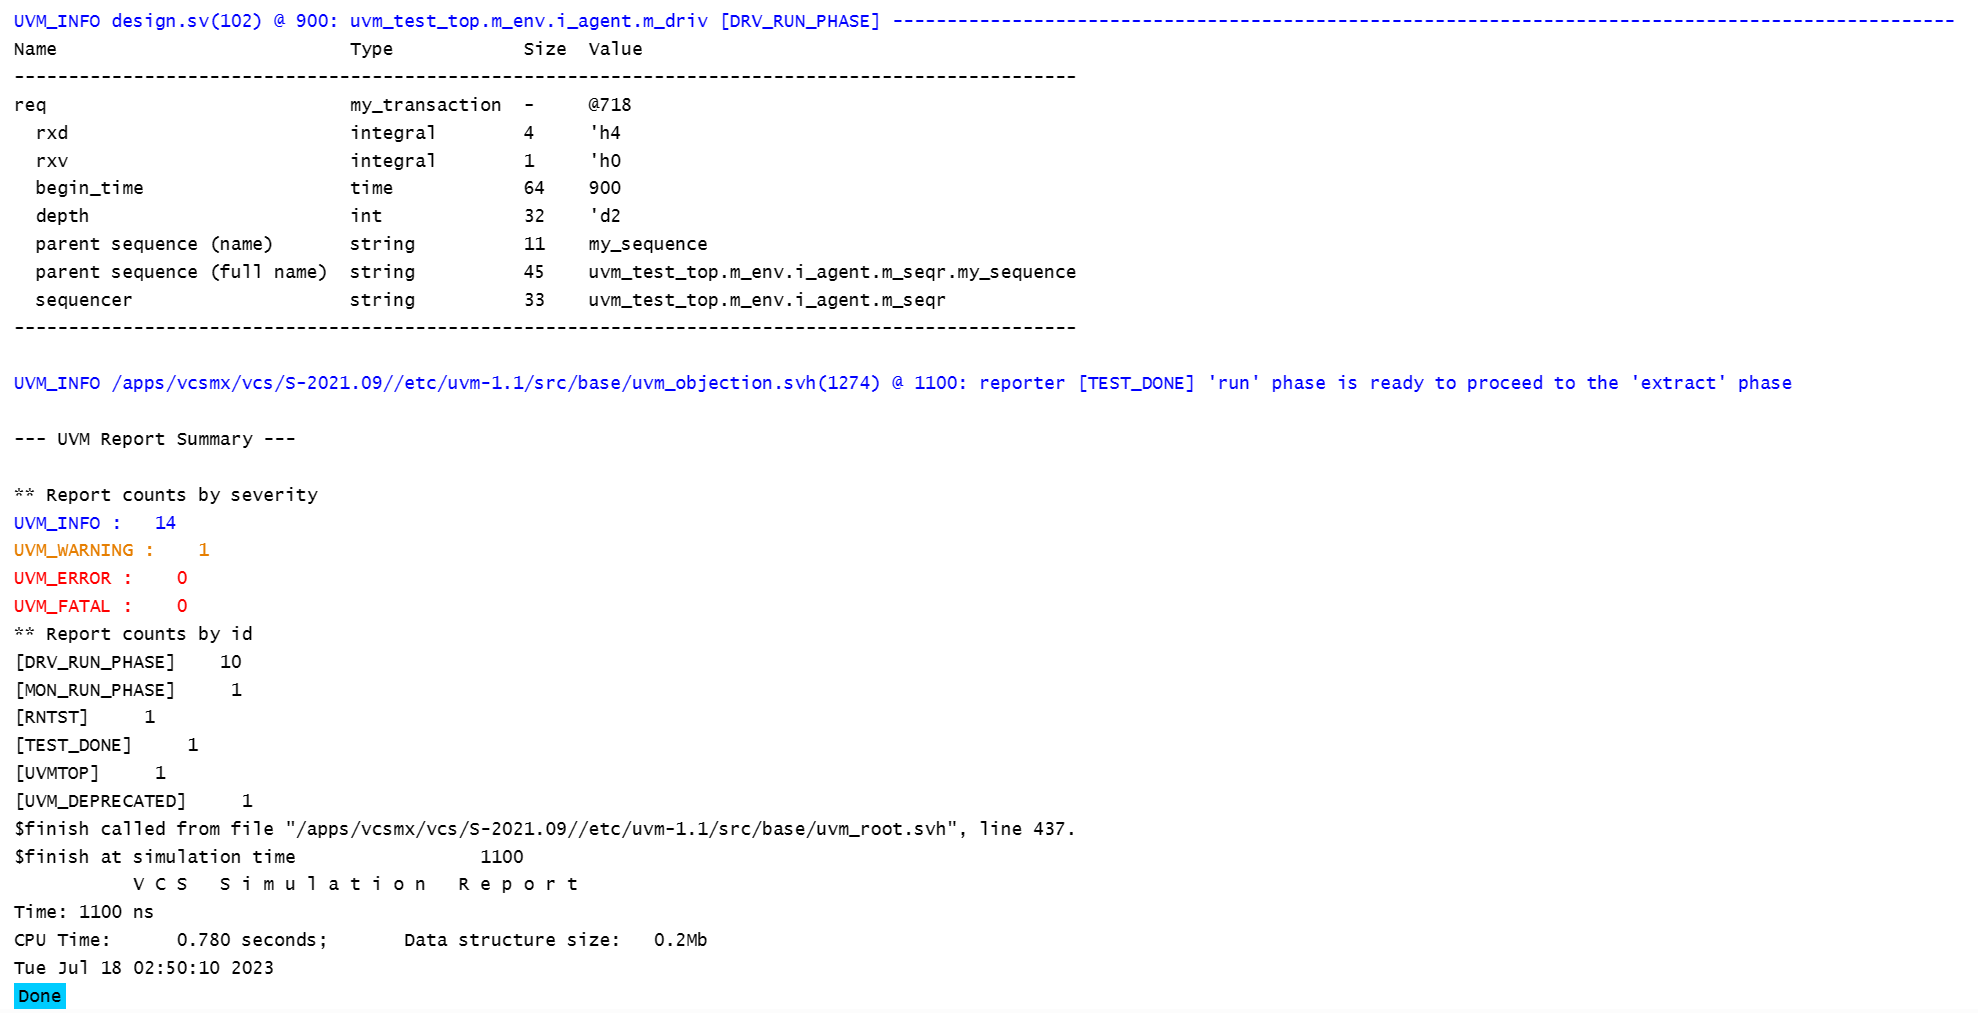 UVM_INFO design.sv(102) @ 900: uvm_test_top.m_env.i_agent.m_driv [DRV_RUN_PHASE] --------------------------------------------------------------------------------------------------
Name                           Type            Size  Value
--------------------------------------------------------------------------------------------------
req                            my_transaction  -     @718
  rxd                          integral        4     'h4
  rxv                          integral        1     'h0
  begin_time                   time            64    900
  depth                        int             32    'd2
  parent sequence (name)       string          11    my_sequence
  parent sequence (full name)  string          45    uvm_test_top.m_env.i_agent.m_seqr.my_sequence
  sequencer                    string          33    uvm_test_top.m_env.i_agent.m_seqr
--------------------------------------------------------------------------------------------------
UVM_INFO /apps/vcsmx/vcs/S-2021.09//etc/uvm-1.1/src/base/uvm_objection.svh(1274) @ 1100: reporter [TEST_DONE] 'run' phase is ready to proceed to the 'extract' phase
--- UVM Report Summary ---
** Report counts by severity
UVM_INFO :   14
UVM_WARNING :    1
UVM_ERROR :    0
UVM_FATAL :    0
** Report counts by id
[DRV_RUN_PHASE]    10
[MON_RUN_PHASE]     1
[RNTST]     1
[TEST_DONE]     1
[UVMTOP]     1
[UVM_DEPRECATED]     1
$finish called from file "/apps/vcsmx/vcs/S-2021.09//etc/uvm-1.1/src/base/uvm_root.svh", line 437.
$finish at simulation time                 1100
           V C S   S i m u l a t i o n   R e p o r t
Time: 1100 ns
CPU Time:      0.780 seconds;       Data structure size:   0.2Mb
Tue Jul 18 02:50:10 2023
Done